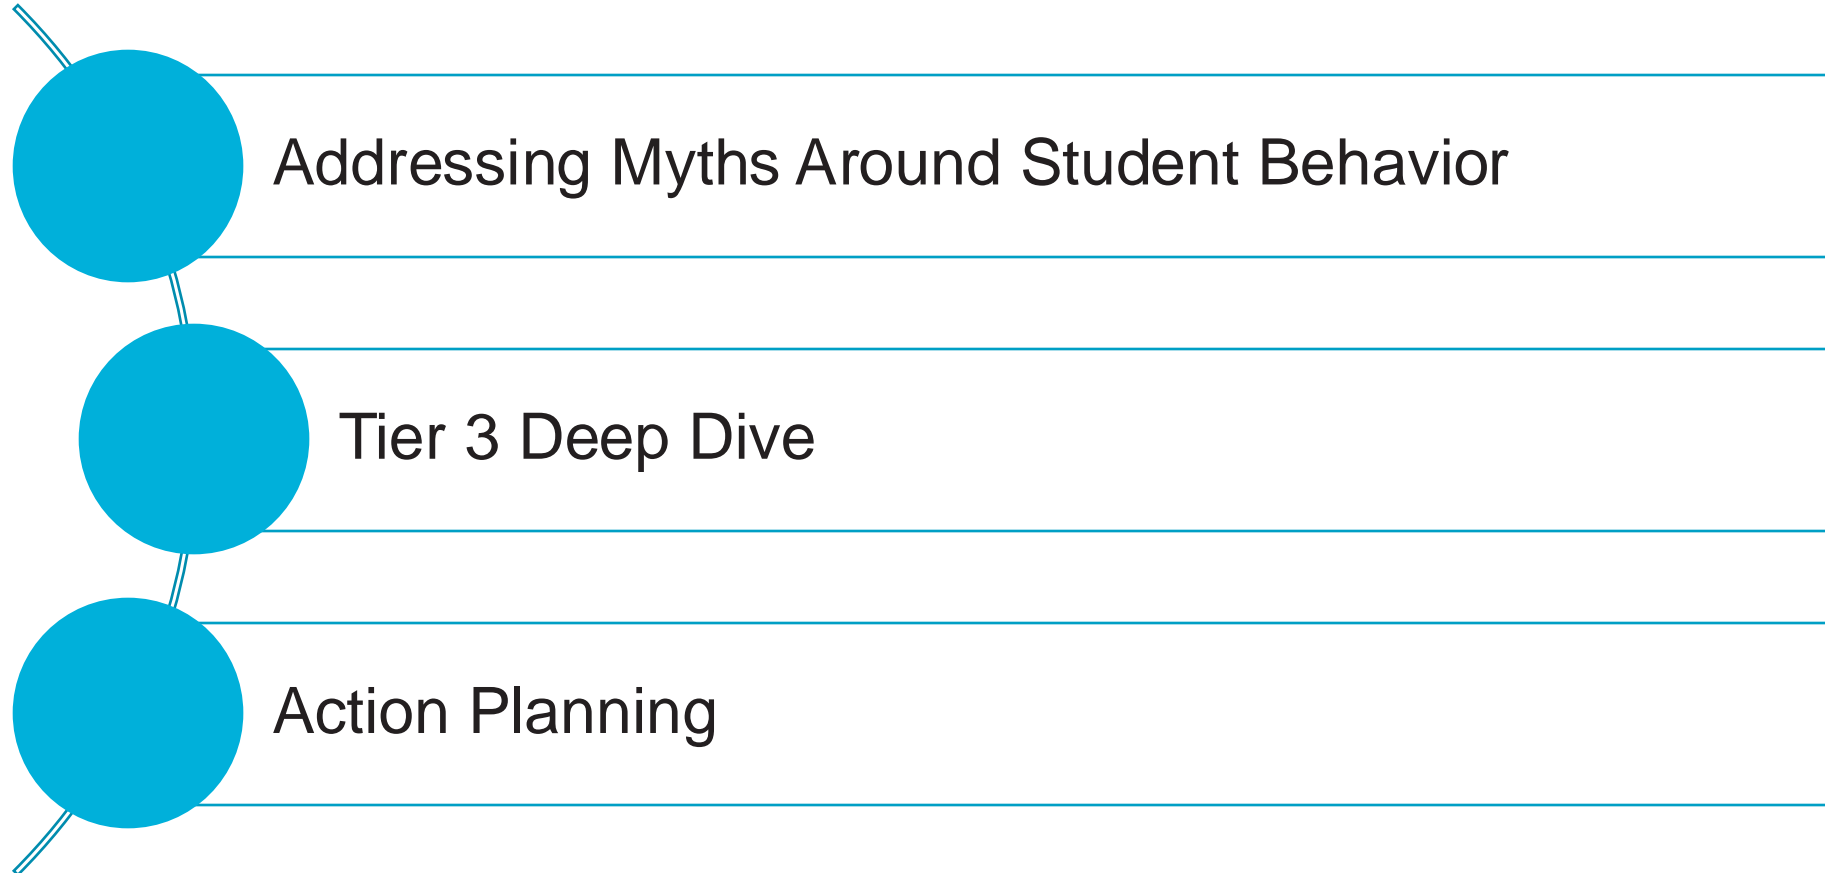 Addressing Myths Around Student Behavior
Tier 3 Deep Dive
Action Planning